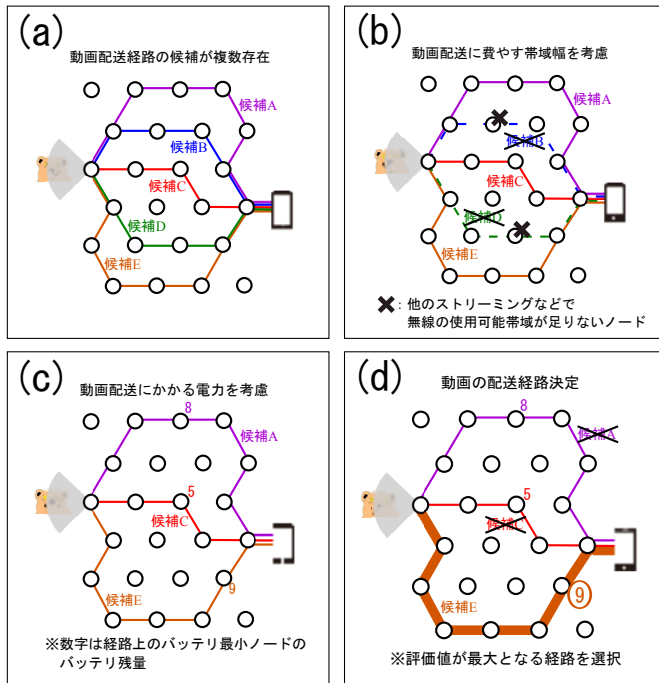 (a)
動画配送経路の候補が複数存在
候補A
候補B
候補C
候補D
候補E
(b)
動画配送に費やす帯域幅を考慮
候補A
候補B
候補C
候補D
候補E
✖: 他のストリーミングなどで
無線の使用可能帯域が足りないノード
(c)
動画配送にかかる電力を考慮
8
候補A
5
候補C
候補E
9
※数字は経路上のバッテリ最小ノードの
バッテリ残量
(d)
動画の配送経路決定
8
候補A
5
候補C
候補E
⑨
※評価値が最大となる経路を選択